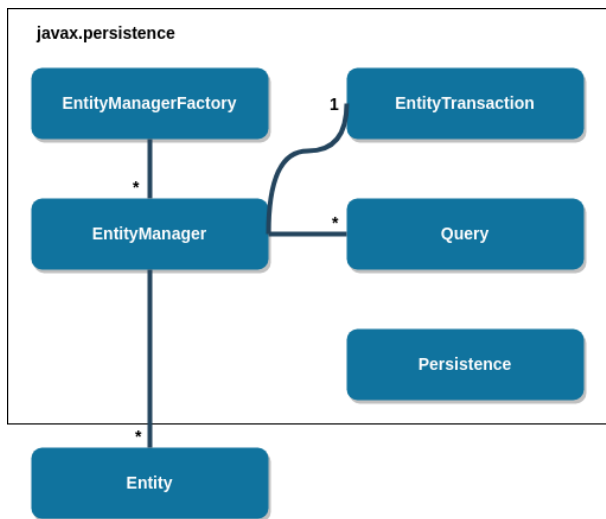 javax.persistence
EntityManagerFactory
1
EntityTransaction
*
*
EntityManager
Query
Persistence
*
Entity